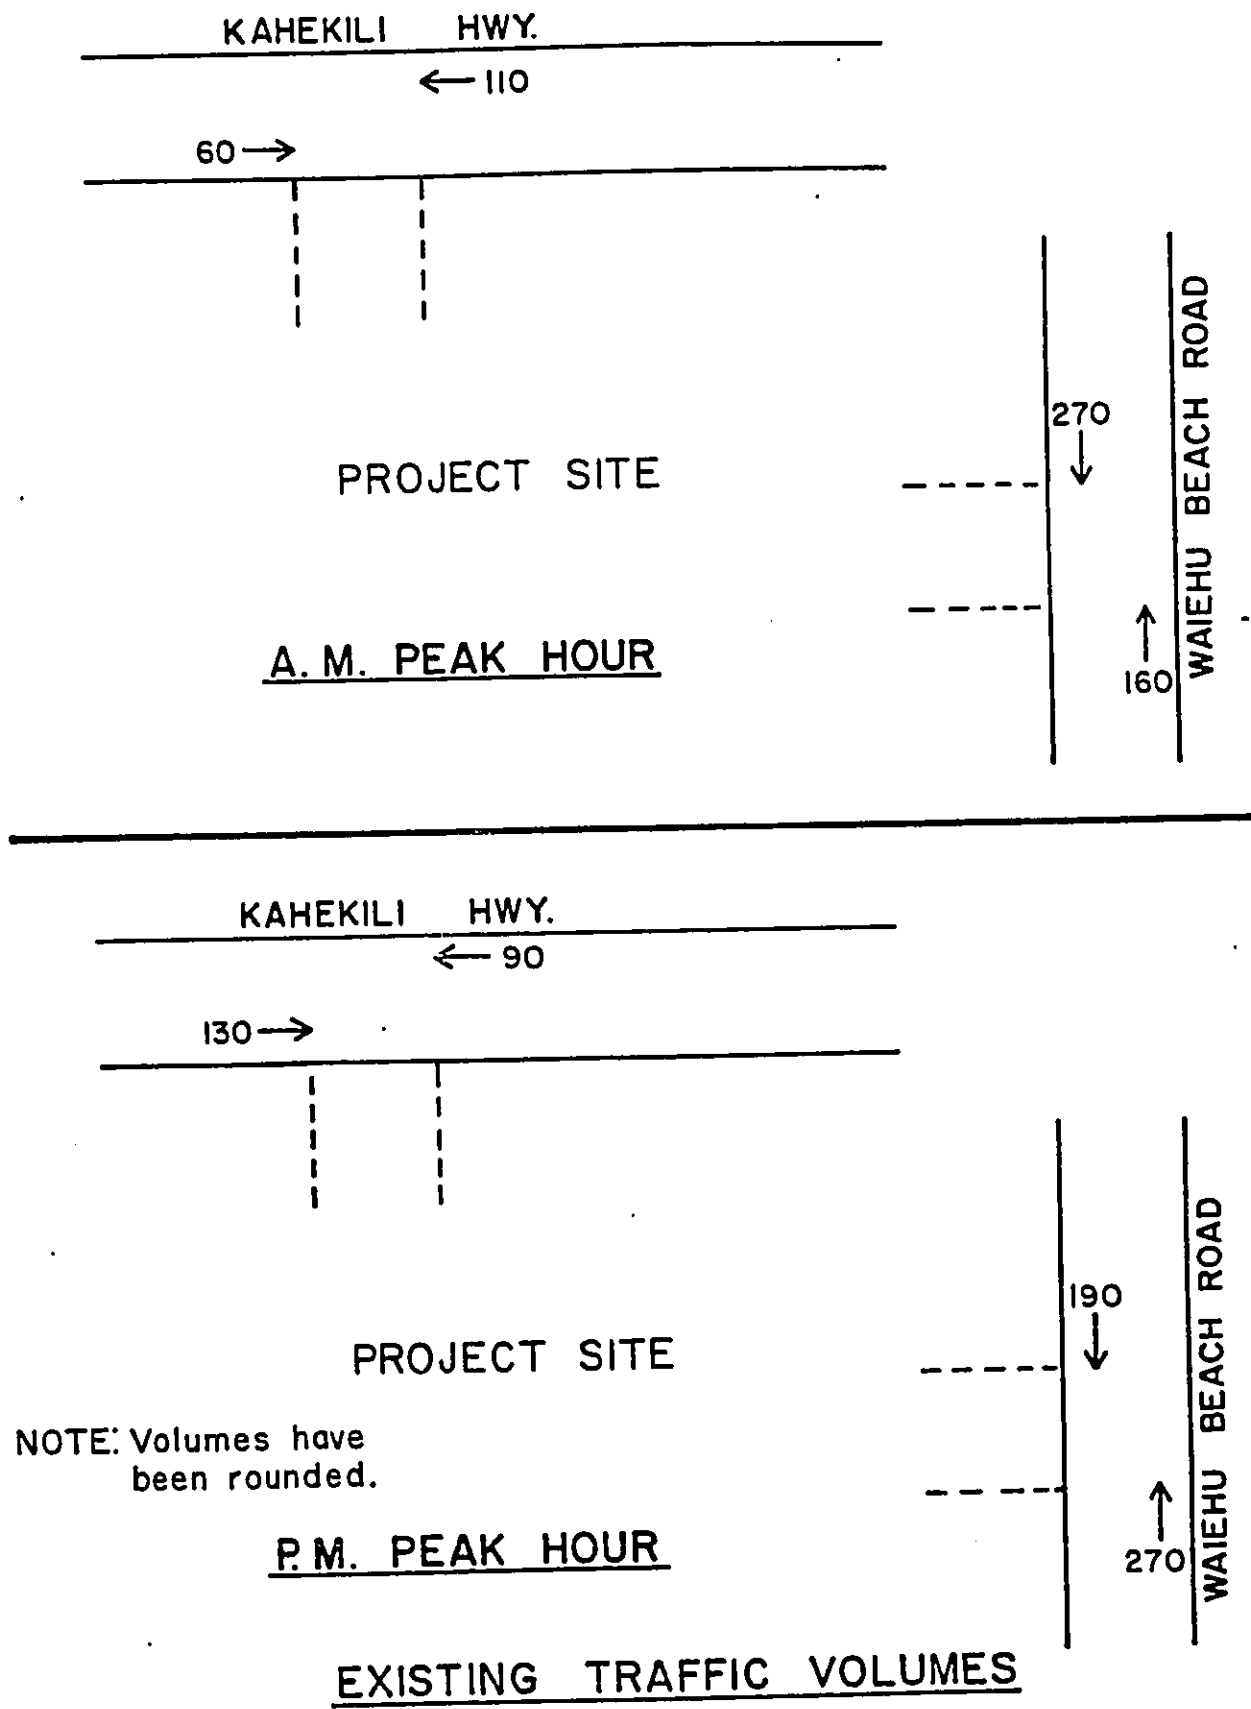 KAHEKILI HWY.
110
60
270
WAIEHU BEACH ROAD
PROJECT SITE
A. M. PEAK HOUR
160
KAHEKILI HWY.
90
130
190
WAIEHU BEACH ROAD
PROJECT SITE
NOTE: Volumes have
been rounded.
P. M. PEAK HOUR
270
EXISTING TRAFFIC VOLUMES